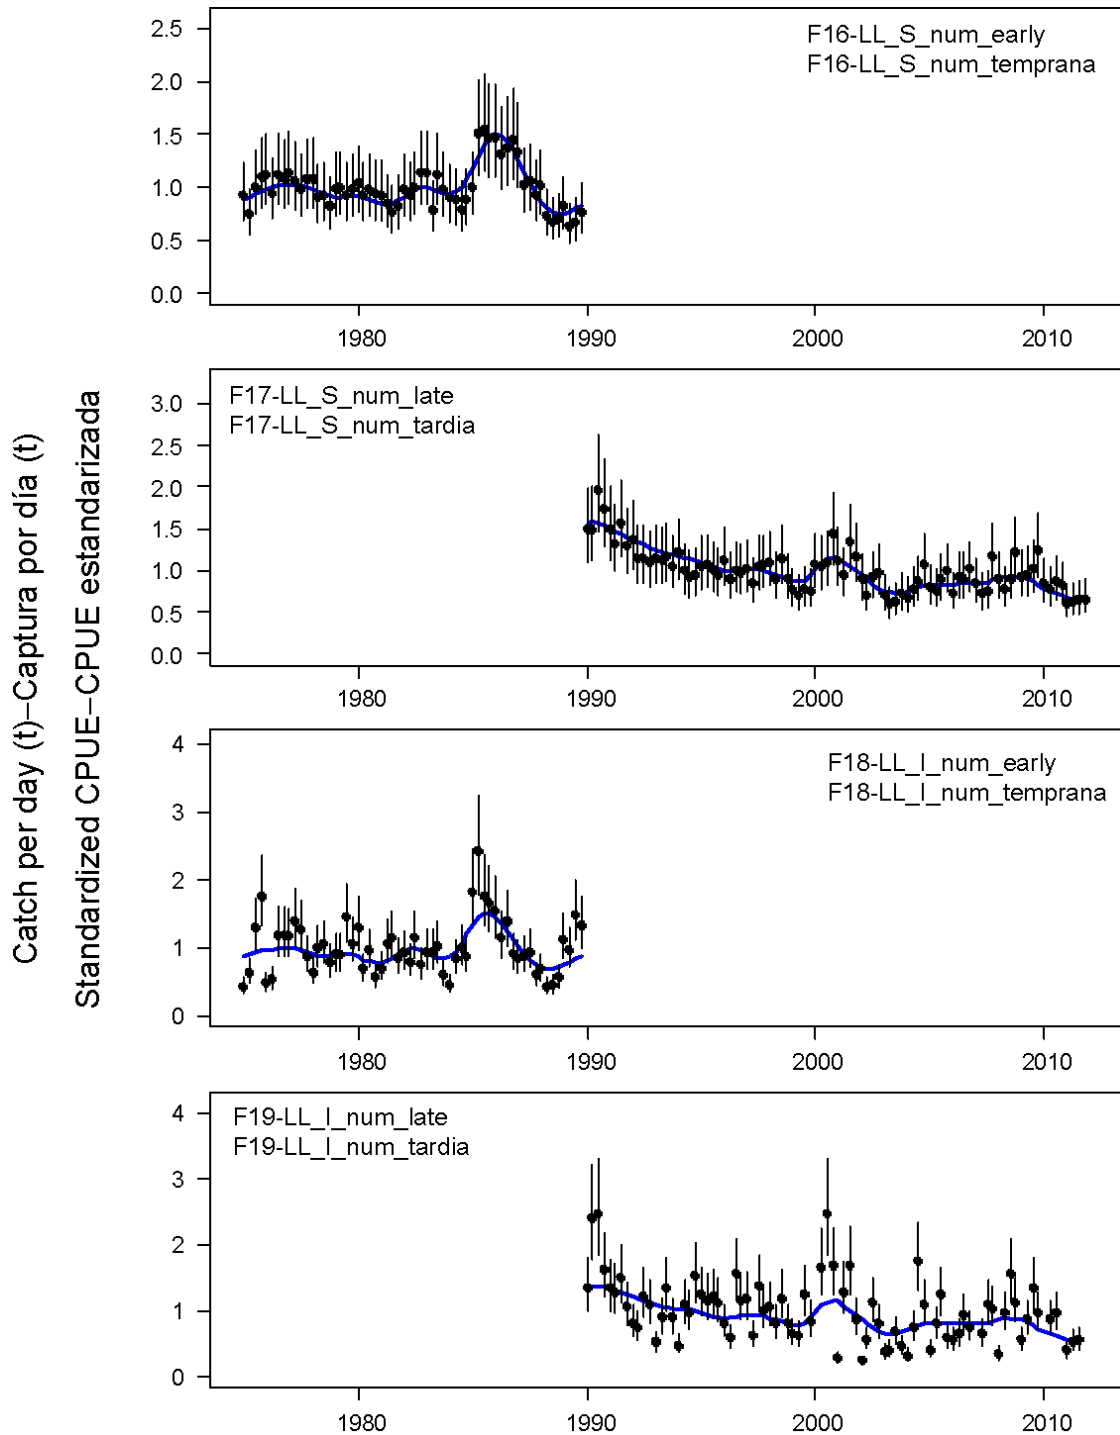 Catch per day (t)–Captura por día (t)
Standardized CPUE–CPUE estandarizada
F16-LL_S_num_early
F16-LL_S_num_temprana
2.5
2.0
1.5
1.0
0.5
0.0
1980 1990 2000 2010
F17-LL_S_num_late
F17-LL_S_num_tardia
3.0
2.5
2.0
1.5
1.0
0.5
0.0
1980 1990 2000 2010
F18-LL_I_num_early
F18-LL_I_num_temprana
4
3
2
1
0
1980 1990 2000 2010
F19-LL_I_num_late
F19-LL_I_num_tardia
4
3
2
1
0
1980 1990 2000 2010